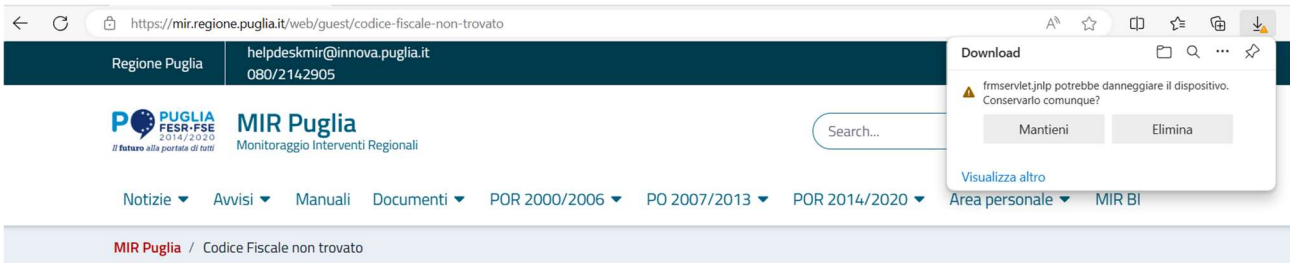 https://mir.regione.puglia.it/web/guest/codice-fiscale-non-trovato
Regione Puglia
helpdeskmir@innova.puglia.it
080/2142905
Download
frmservlet.jnlp potrebbe danneggiare il dispositivo.
Conservarlo comunque?
Mantieni Elimina
Visualizza altro
PO PUGLIA
FESR-FSE
2014/2020
Il futuro alla portata di tutti
MIR Puglia
Monitoraggio Interventi Regionali
Search...
Notizie Avvisi Manuali Documenti POR 2000/2006 PO 2007/2013 POR 2014/2020 Area personale MIR BI
MIR Puglia / Codice Fiscale non trovato